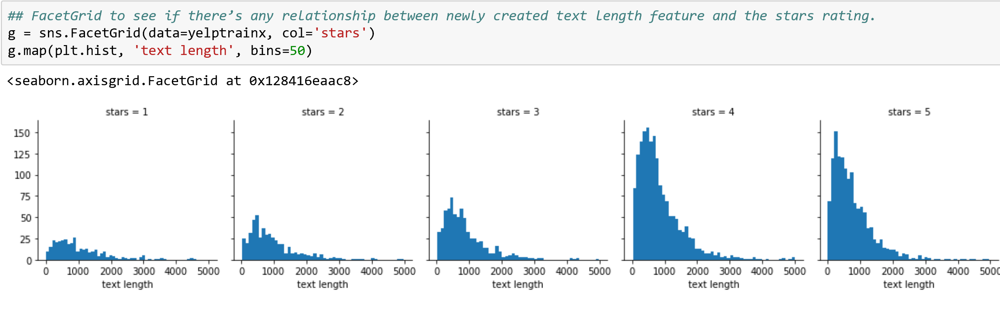 ## FacetGrid to see if there’s any relationship between newly created text length feature and the stars rating.
g = sns.FacetGrid(data=yelptrainx, col='stars')
g.map(plt.hist, 'text length', bins=50)
<seaborn.axisgrid.FacetGrid at 0x128416eaac8>
stars = 1 stars = 2 stars = 3 stars = 4 stars = 5
150
125
100
75
50
25
0
0 1000 2000 3000 4000 5000 0 1000 2000 3000 4000 5000 0 1000 2000 3000 4000 5000 0 1000 2000 3000 4000 5000 0 1000 2000 3000 4000 5000
text length text length text length text length text length